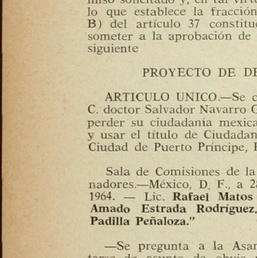 miso solicitado y, en tal virtud
lo que establece la fracción
B) del artículo 37 constituc
someter a la aprobación de
siguiente
PROYECTO DE DE
ARTICULO UNICO.—Se c
C. doctor Salvador Navarro
perder su ciudadanía mexica
y usar el título de Ciudadan
Ciudad de Puerto Príncipe,
Sala de Comisiones de la
nadores.—México, D. F., a 2
1964. — Lic. Rafael Matos
Amado Estrada Rodríguez.
Padilla Peñaloza."
—Se pregunta a la Asam